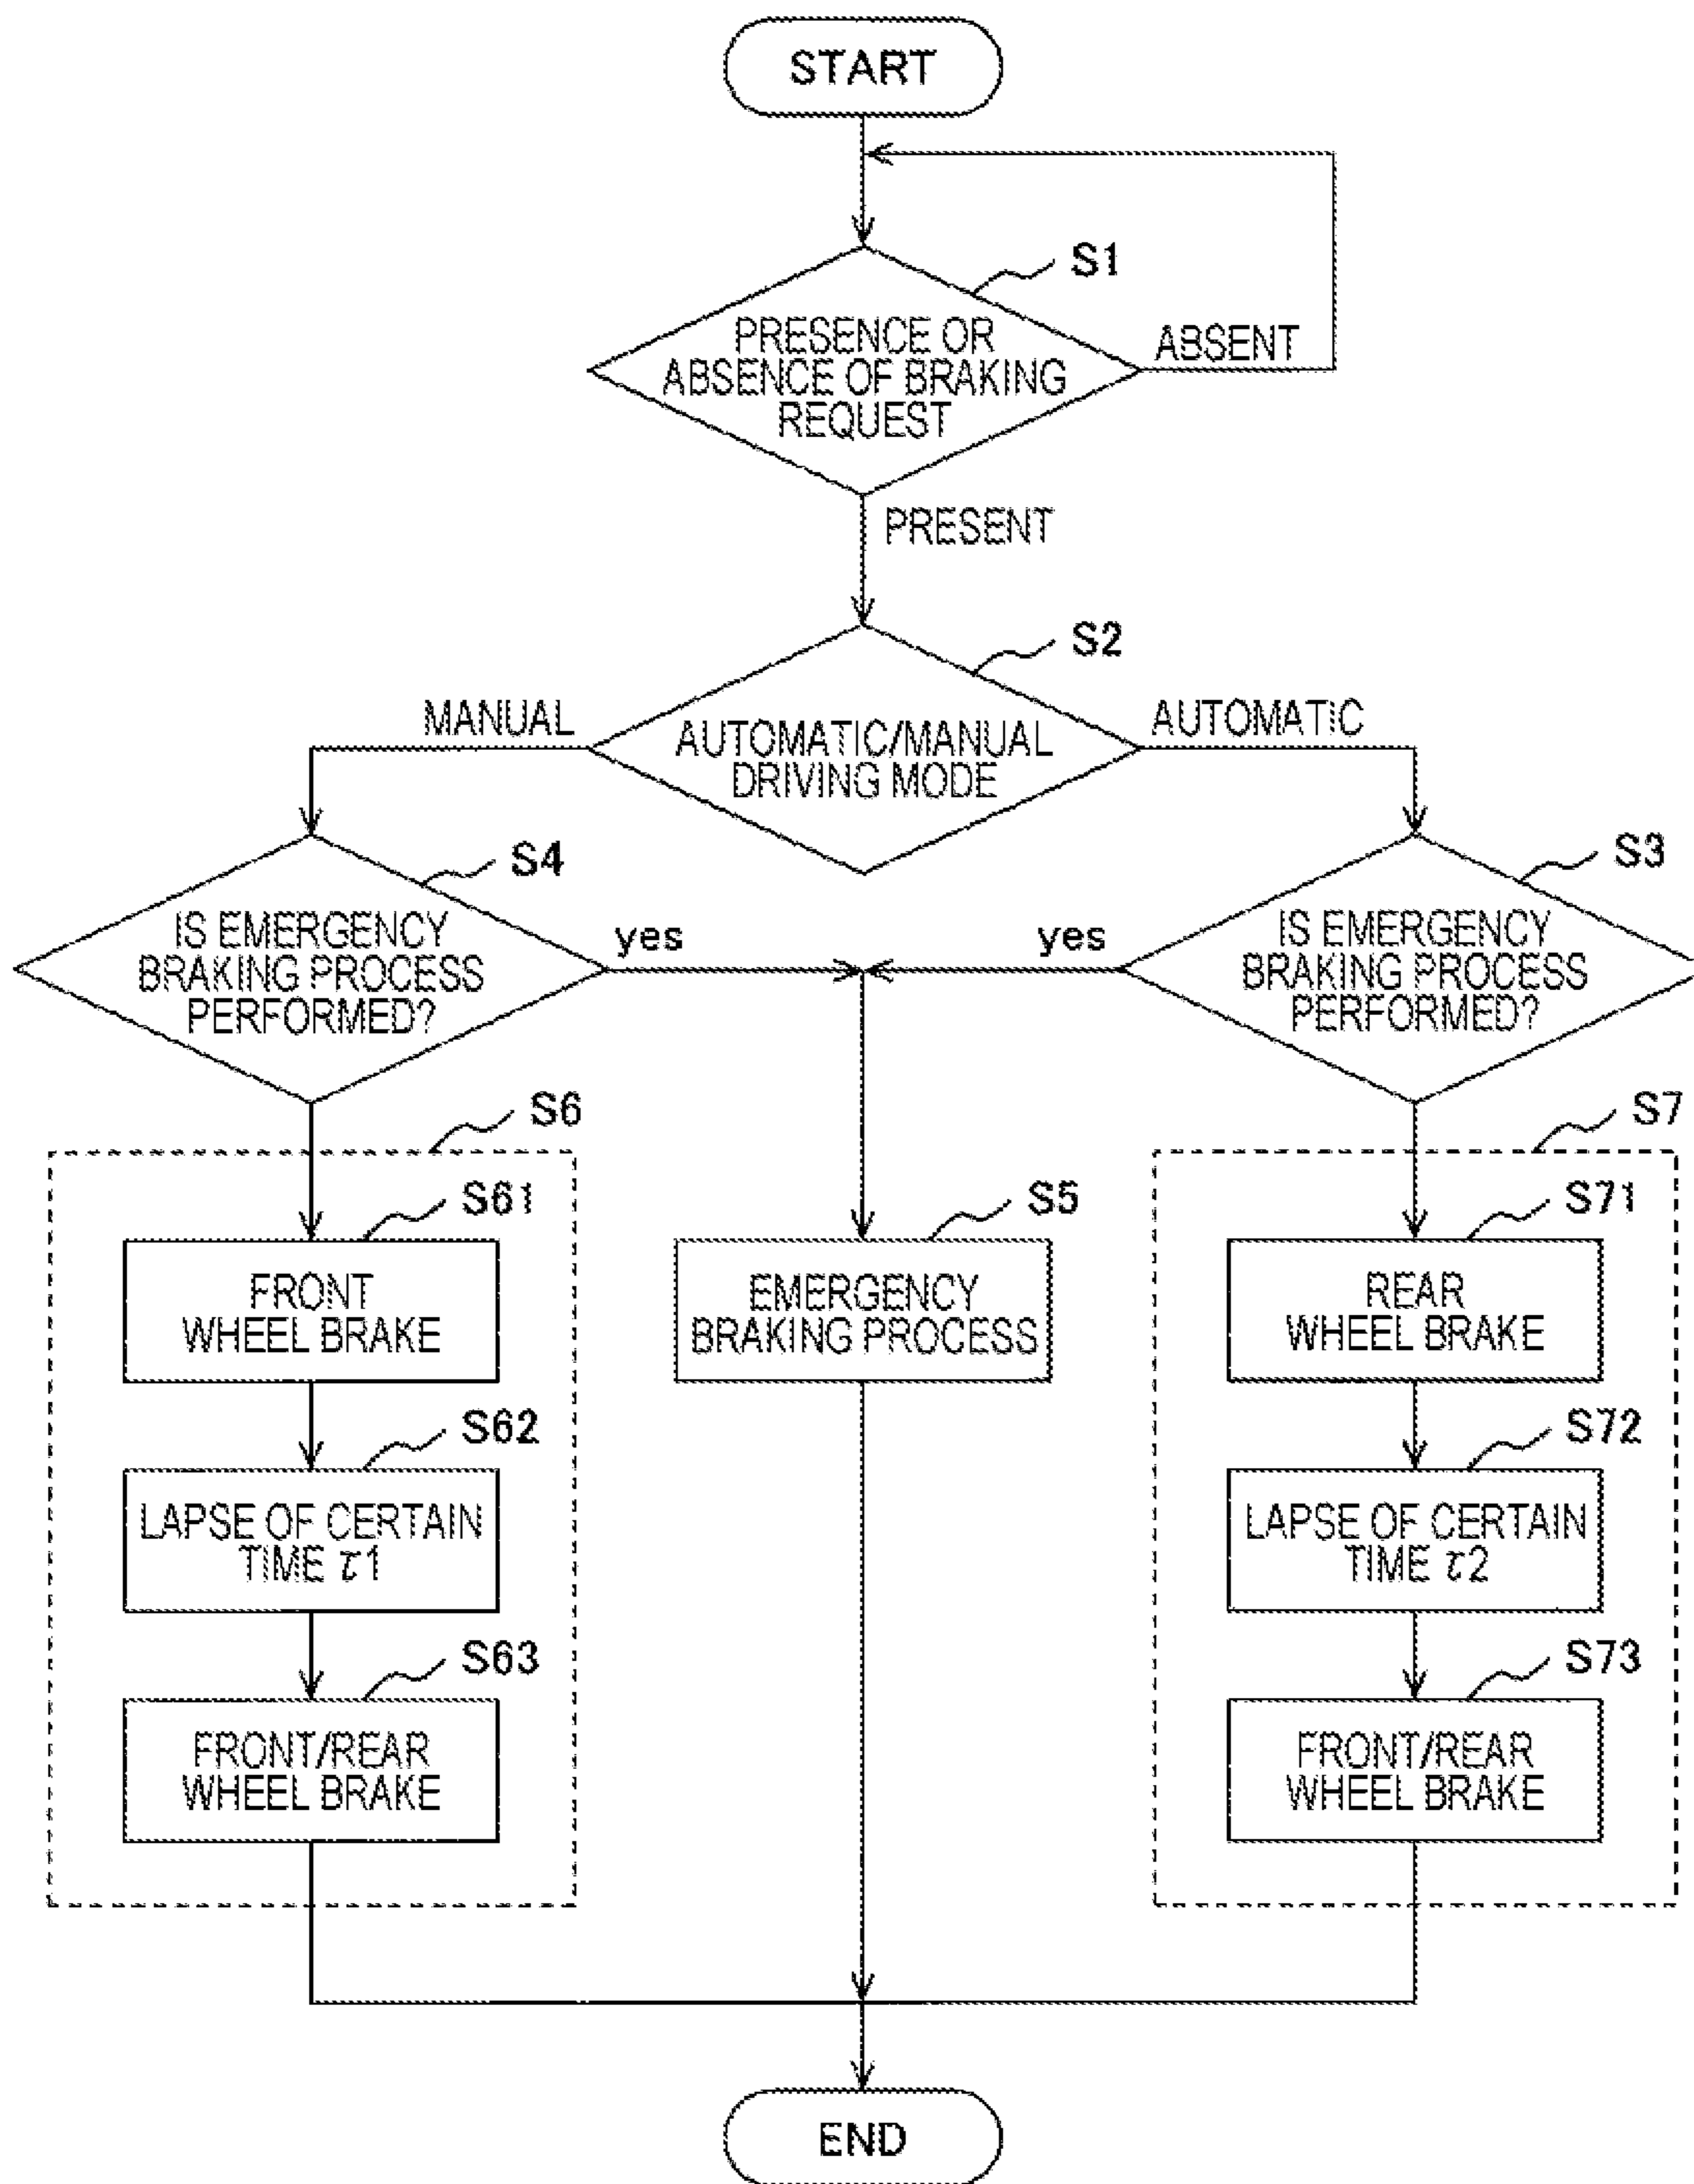 START
S1
PRESENCE OR
ABSENCE OF BRAKING
REQUEST
ABSENT
PRESENT
S2
MANUAL
AUTOMATIC/MANUAL
DRIVING MODE
AUTOMATIC
S4
IS EMERGENCY
BRAKING PROCESS
PERFORMED?
yes
S3
IS EMERGENCY
BRAKING PROCESS
PERFORMED?
yes
S6
S61
FRONT
WHEEL BRAKE
S62
LAPSE OF CERTAIN
TIME τ1
S63
FRONT/REAR
WHEEL BRAKE
S5
EMERGENCY
BRAKING PROCESS
S7
S71
REAR
WHEEL BRAKE
S72
LAPSE OF CERTAIN
TIME τ2
S73
FRONT/REAR
WHEEL BRAKE
END